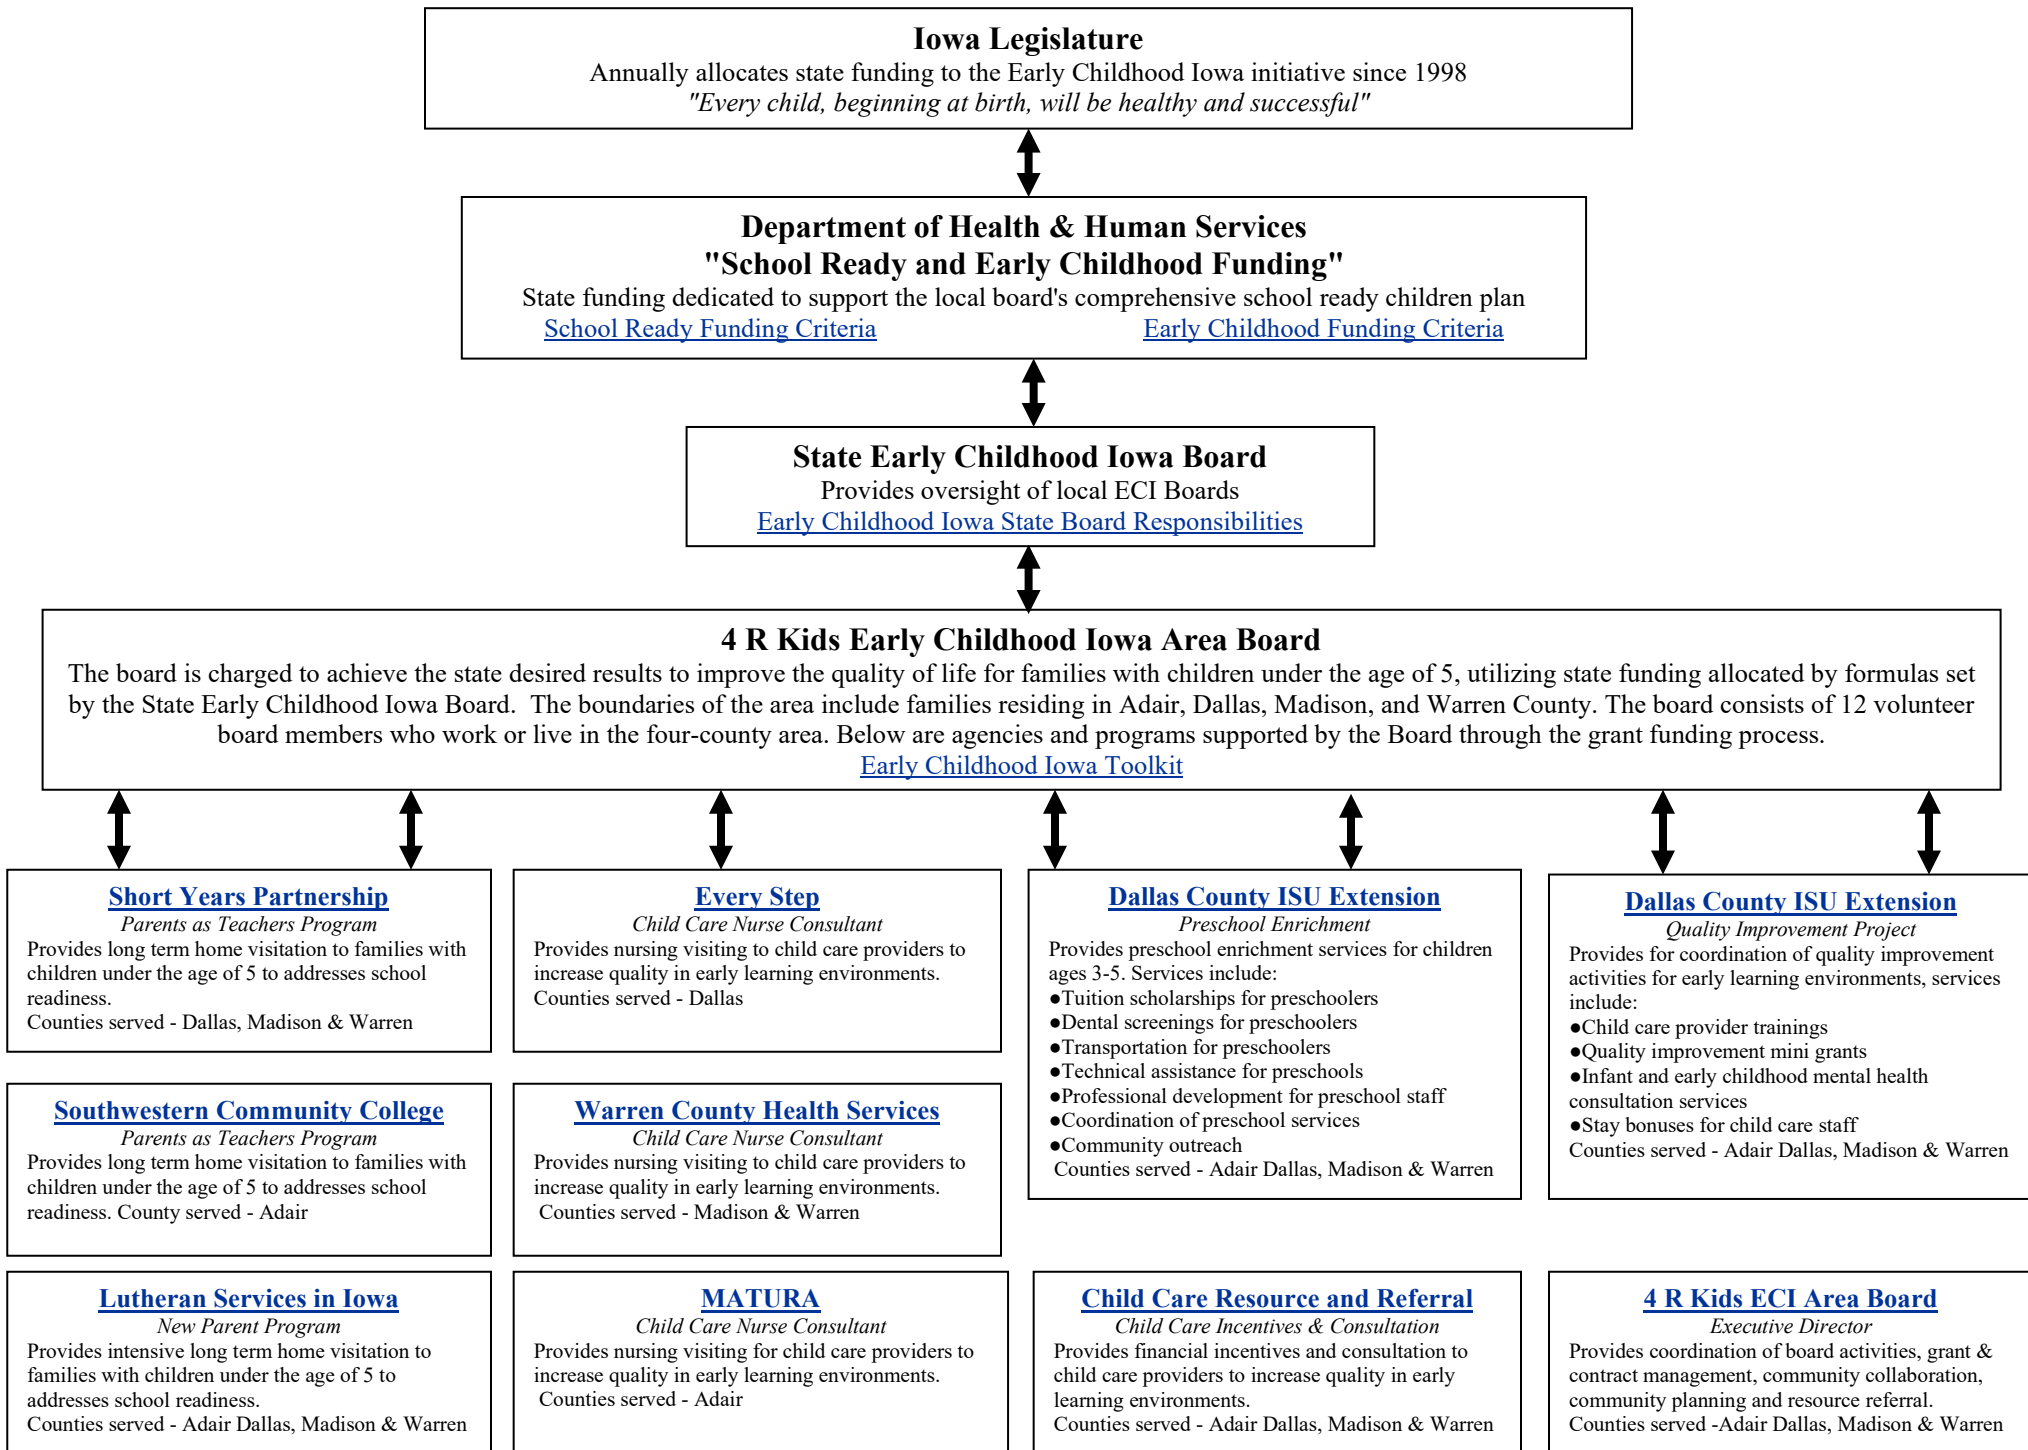 Iowa Legislature
Annually allocates state funding to the Early Childhood Iowa initiative since 1998
"Every child, beginning at birth, will be healthy and successful"
Department of Health & Human Services
"School Ready and Early Childhood Funding"
State funding dedicated to support the local board's comprehensive school ready children plan
School Ready Funding Criteria
Early Childhood Funding Criteria
State Early Childhood Iowa Board
Provides oversight of local ECI Boards
Early Childhood Iowa State Board Responsibilities
4 R Kids Early Childhood Iowa Area Board
The board is charged to achieve the state desired results to improve the quality of life for families with children under the age of 5, utilizing state funding allocated by formulas set
by the State Early Childhood Iowa Board.  The boundaries of the area include families residing in Adair, Dallas, Madison, and Warren County. The board consists of 12 volunteer
board members who work or live in the four-county area. Below are agencies and programs supported by the Board through the grant funding process.
Early Childhood Iowa Toolkit
Short Years Partnership
Parents as Teachers Program
Provides long term home visitation to families with
children under the age of 5 to addresses school
readiness.
Counties served - Dallas, Madison & Warren
Every Step
Child Care Nurse Consultant
Provides nursing visiting to child care providers to
increase quality in early learning environments.
Counties served - Dallas
Dallas County ISU Extension
Preschool Enrichment
Provides preschool enrichment services for children
ages 3-5. Services include:
●Tuition scholarships for preschoolers
●Dental screenings for preschoolers
●Transportation for preschoolers
●Technical assistance for preschools
●Professional development for preschool staff
●Coordination of preschool services
●Community outreach
Counties served - Adair Dallas, Madison & Warren
Dallas County ISU Extension
Quality Improvement Project
Provides for coordination of quality improvement
activities for early learning environments, services
include:
●Child care provider trainings
●Quality improvement mini grants
●Infant and early childhood mental health
consultation services
●Stay bonuses for child care staff
Counties served - Adair Dallas, Madison & Warren
Southwestern Community College
Parents as Teachers Program
Provides long term home visitation to families with
children under the age of 5 to addresses school
readiness. County served - Adair
Warren County Health Services
Child Care Nurse Consultant
Provides nursing visiting to child care providers to
increase quality in early learning environments.
Counties served - Madison & Warren
Lutheran Services in Iowa
New Parent Program
Provides intensive long term home visitation to
families with children under the age of 5 to
addresses school readiness.
Counties served - Adair Dallas, Madison & Warren
MATURA
Child Care Nurse Consultant
Provides nursing visiting for child care providers to
increase quality in early learning environments.
Counties served - Adair
Child Care Resource and Referral
Child Care Incentives & Consultation
Provides financial incentives and consultation to
child care providers to increase quality in early
learning environments.
Counties served - Adair Dallas, Madison & Warren
4 R Kids ECI Area Board
Executive Director
Provides coordination of board activities, grant &
contract management, community collaboration,
community planning and resource referral.
Counties served -Adair Dallas, Madison & Warren